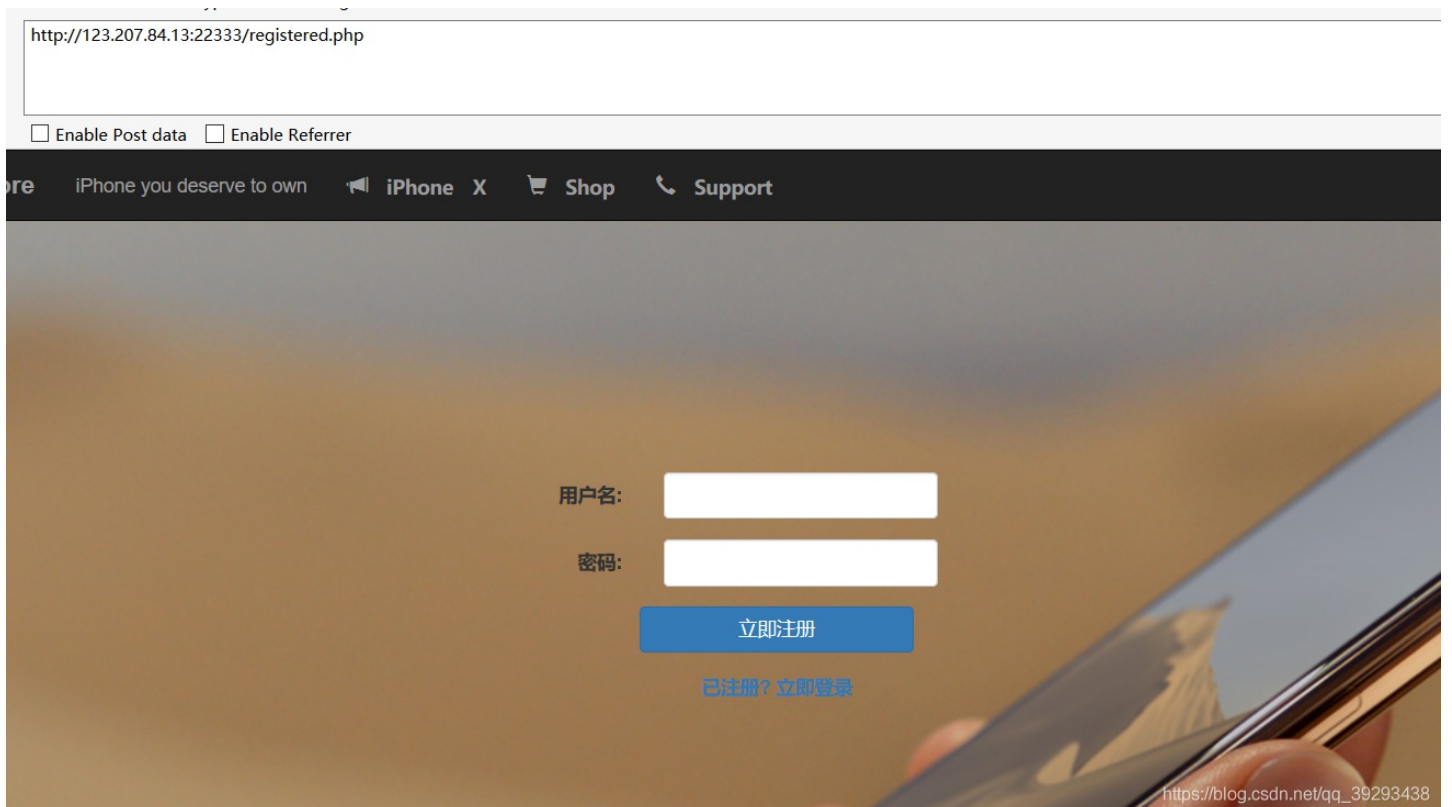 http://123.207.84.13:22333/registered.php
Enable Post data Enable Referrer
ore iPhone you deserve to own iPhone X Shop Support
用户名:
密码:
立即注册
已注册? 立即登录
https://blog.csdn.net/qq_39293438